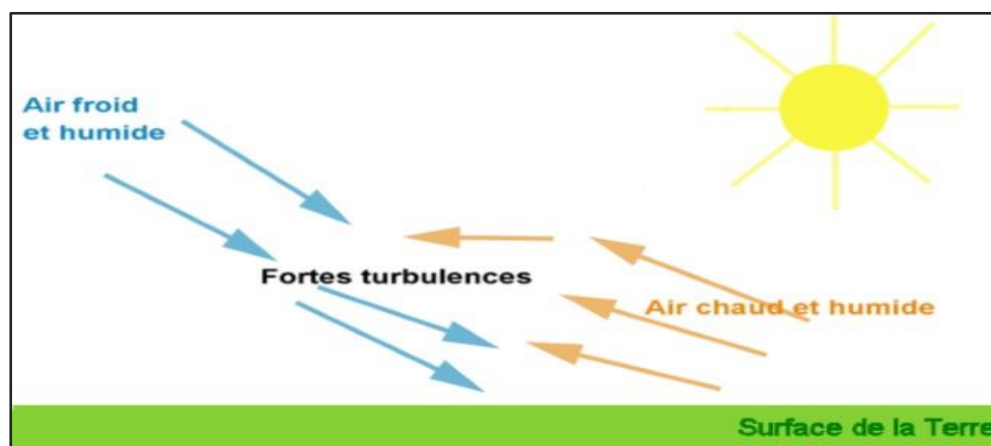 Air froid
et humide
Fortes turbulences
Air chaud et humide
Surface de la Terre